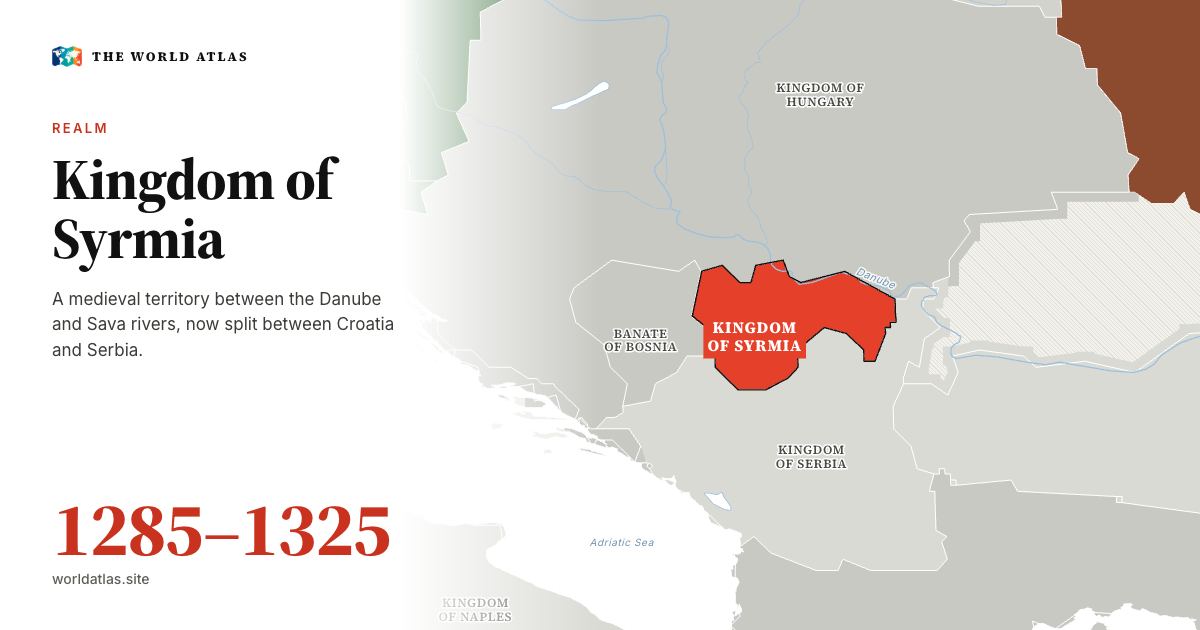 THE WORLD ATLAS
REALM
Kingdom of
Syrmia
A medieval territory between the Danube
and Sava rivers, now split between Croatia
and Serbia.
1285–1325
worldatlas.site
KINGDOM OF
HUNGARY
Danube
BANATE
OF BOSNIA
KINGDOM
OF SYRMIA
KINGDOM
OF SERBIA
Adriatic Sea
KINGDOM
OF NAPLES